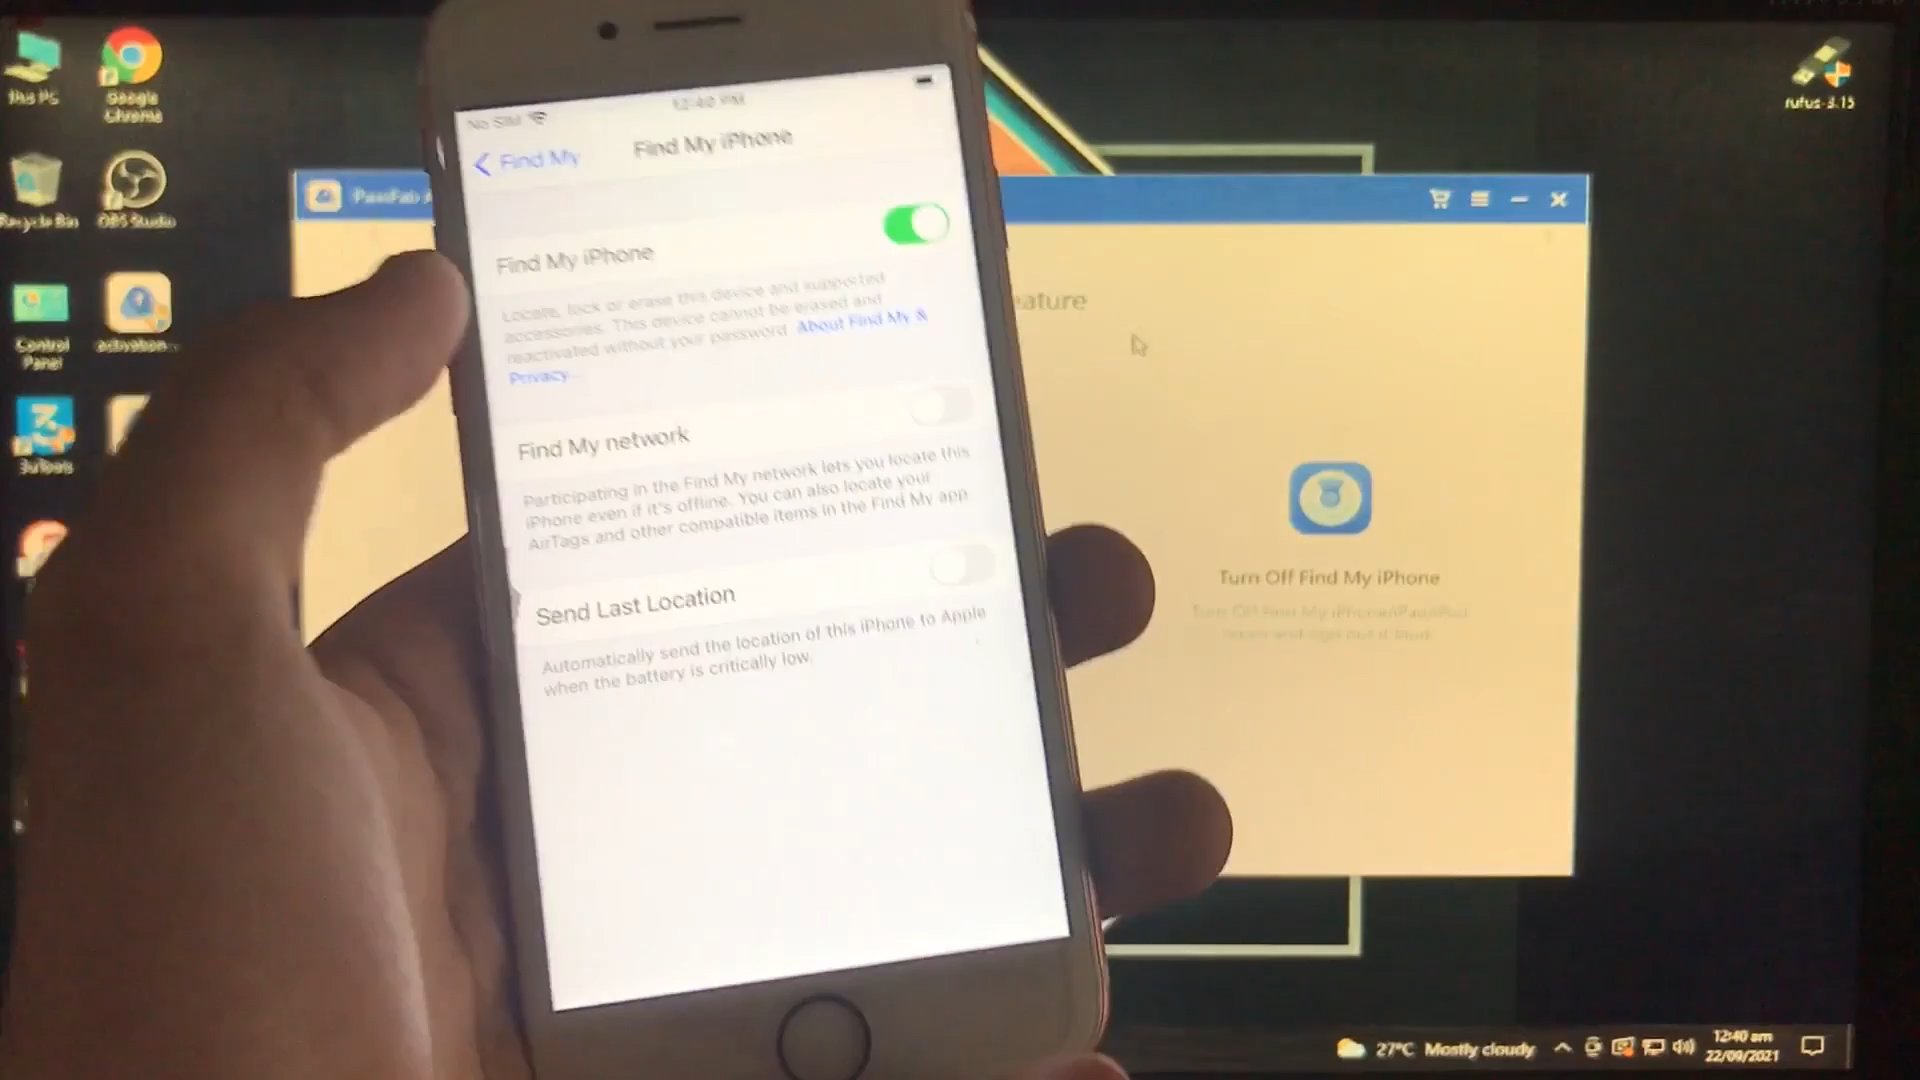 This PC
Google
Chrome
Recycle Bin
OBS Studio
Control
Panel
activation...
3uTools
rufus-3.15
PassFab A
eature
Turn Off Find My iPhone
No SIM
12:40 PM
Find My
Find My iPhone
Find My iPhone
Locate, lock or erase this device and supported
accessories. This device cannot be erased and
reactivated without your password. About Find My &
Privacy...
Find My network
Participating in the Find My network lets you locate this
iPhone even if it's offline. You can also locate your
AirTags and other compatible items in the Find My app.
Send Last Location
Automatically send the location of this iPhone to Apple
when the battery is critically low.
27°C Mostly cloudy
12:40 am
22/09/2021